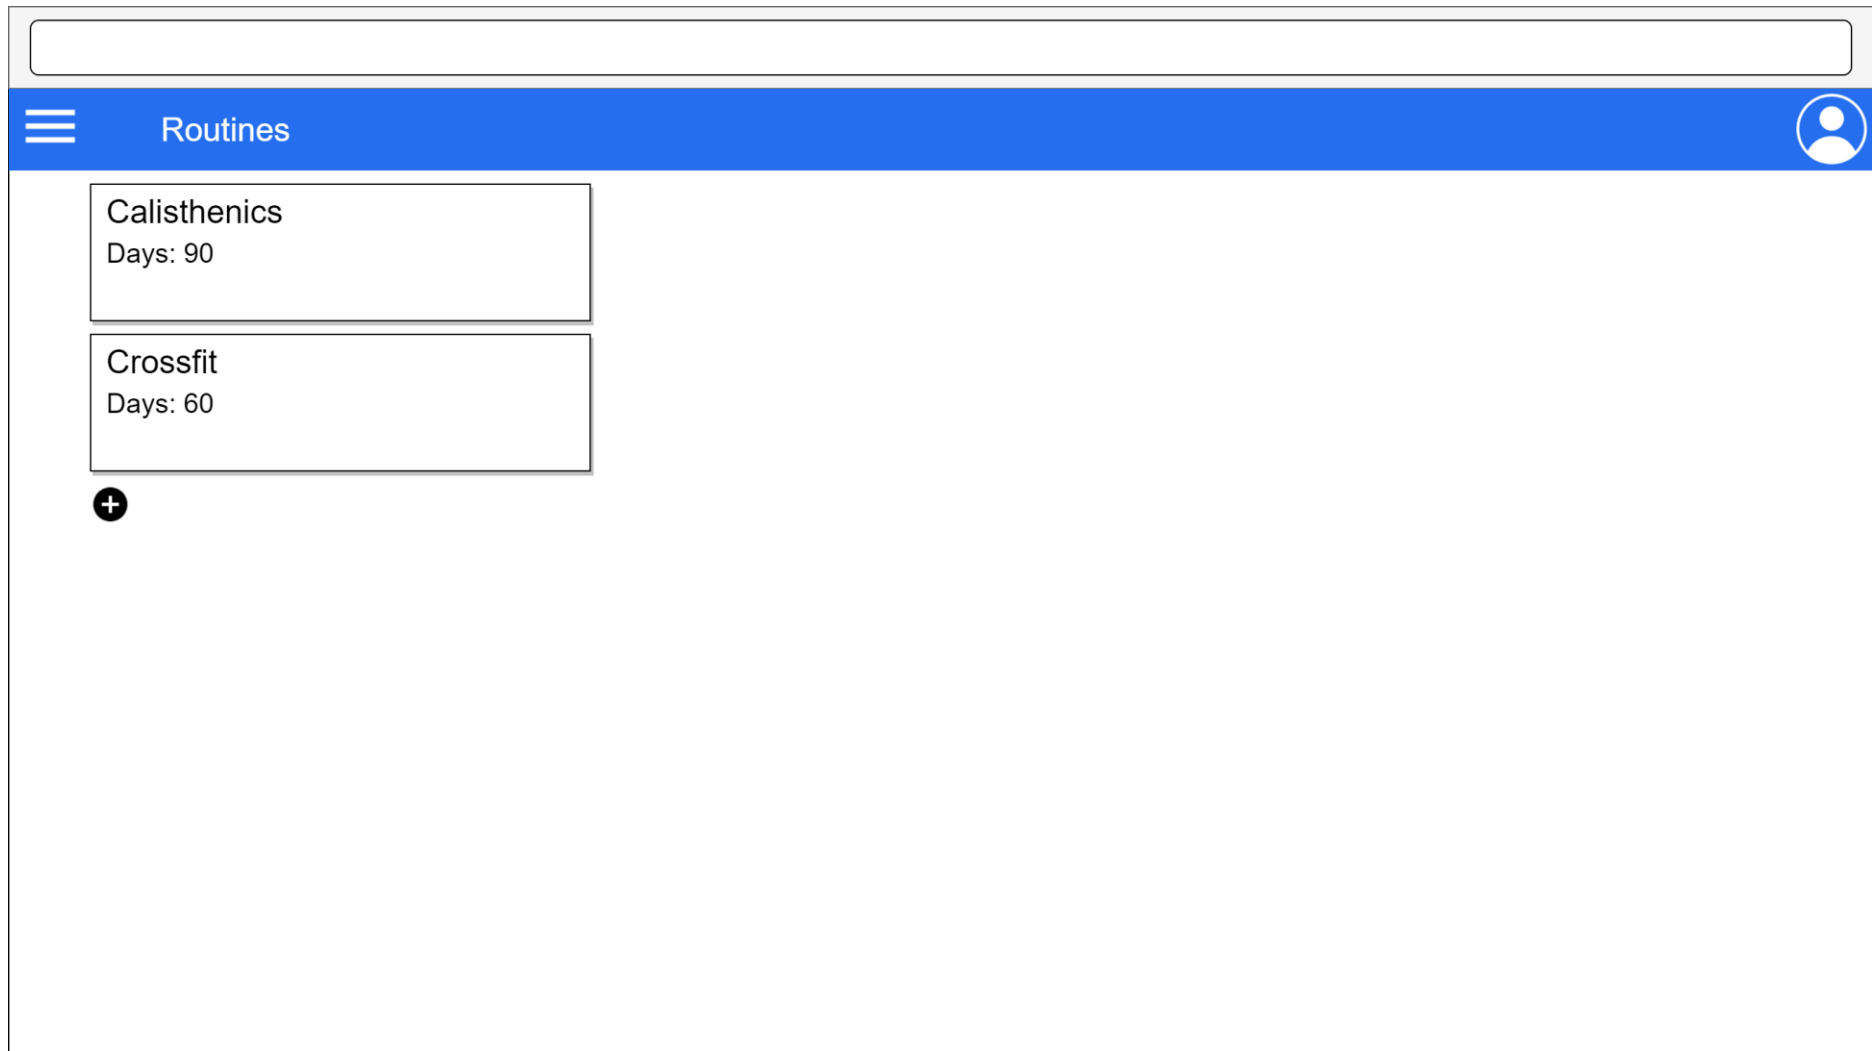 Routines
Calisthenics
Days: 90
Crossfit
Days: 60